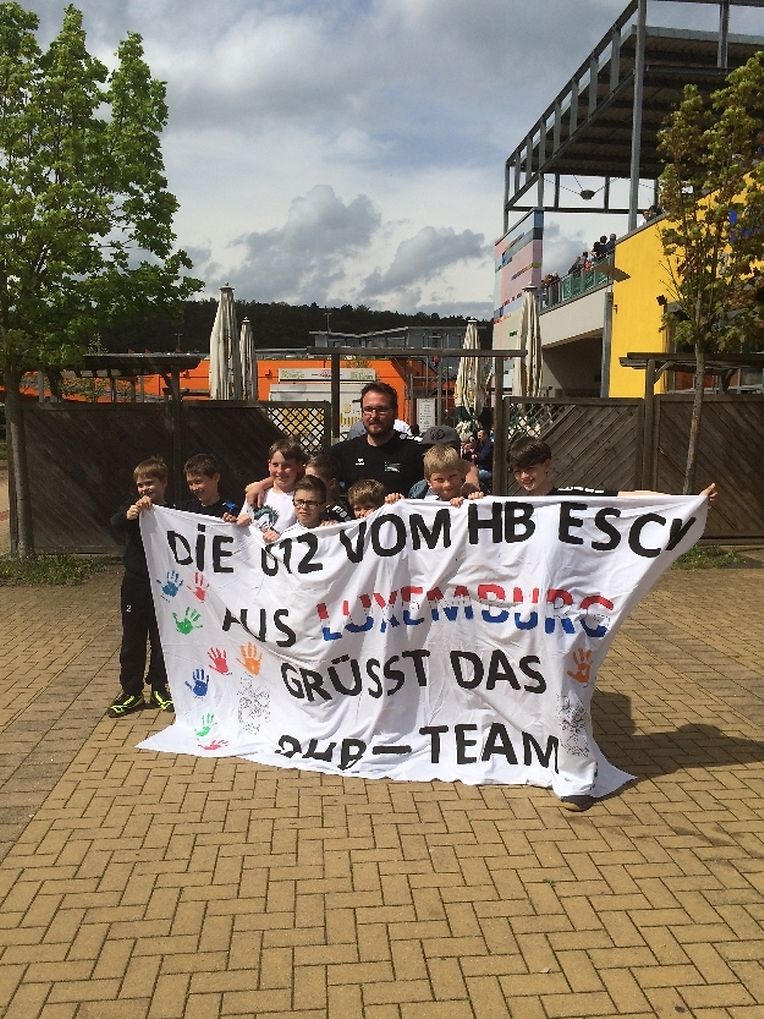 DiE U12 VOM HB ESCH
AUS LUXEMBURG
GRÜSST DAS
DHB-TEAM